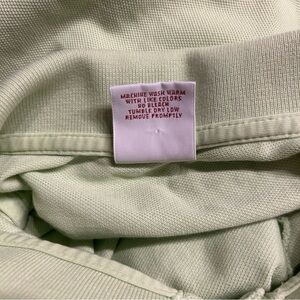 MACHINE WASH WARM
WITH LIKE COLORS
NO BLEACH
TUMBLE DRY LOW
REMOVE PROMPTLY